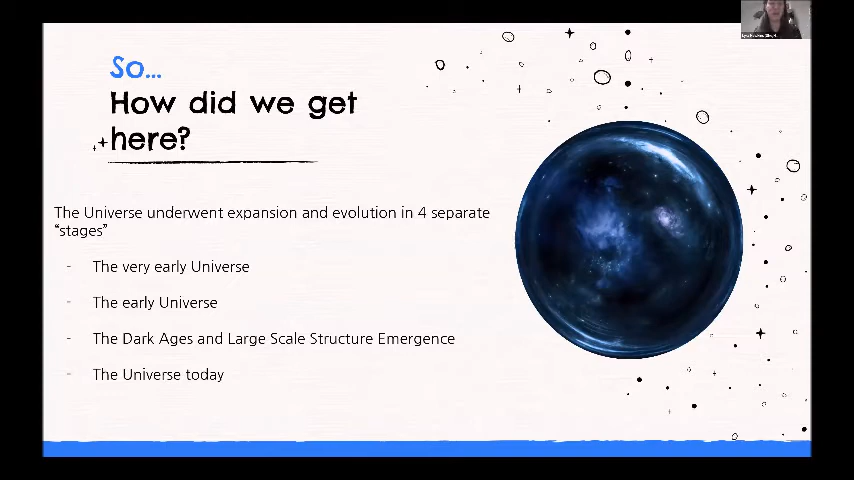 So...
How did we get
here?
The Universe underwent expansion and evolution in 4 separate
“stages”
- The very early Universe
- The early Universe
- The Dark Ages and Large Scale Structure Emergence
- The Universe today